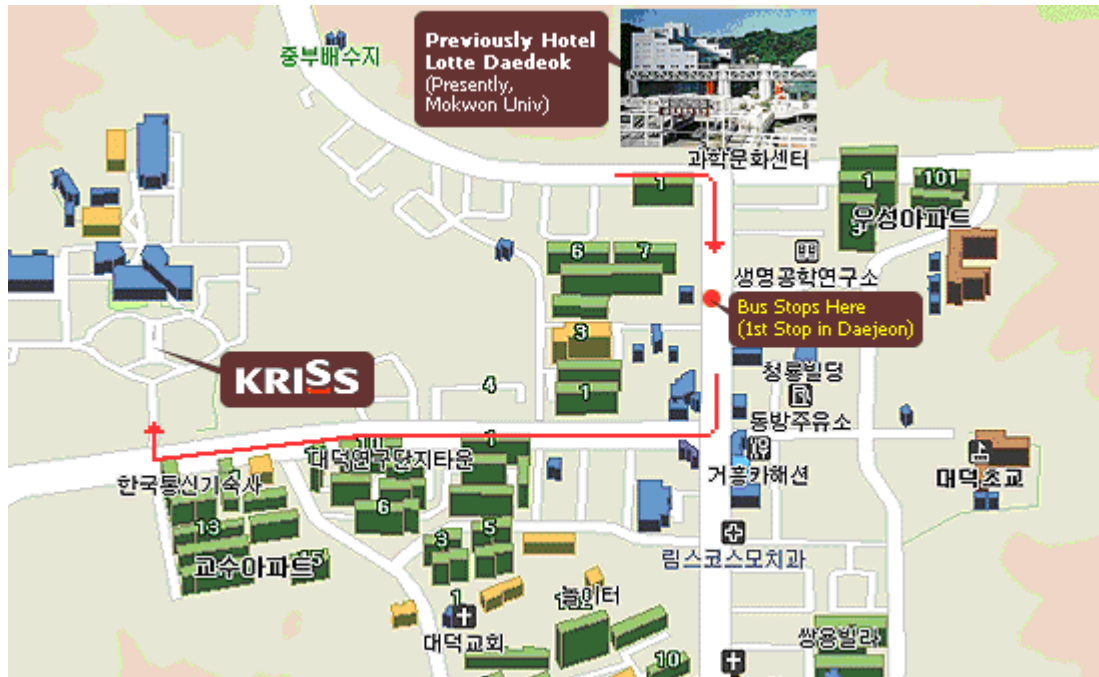 중부배수지
Previously Hotel
Lotte Daedeok
(Presently,
Mokwon Univ)
과학문화센터
1
1
101
우성아파트
3
6
7
생명공학연구소
Bus Stops Here
(1st Stop in Daejeon)
3
청룡빌딩
KRISS
4
1
동방주유소
1
10
대덕연구단지타운
거흥카해션
대덕초교
한국통신기숙사
6
13
5
3
림스코스모치과
교수아파트
15
1
놀이터
대덕교회
쌍용빌라
10